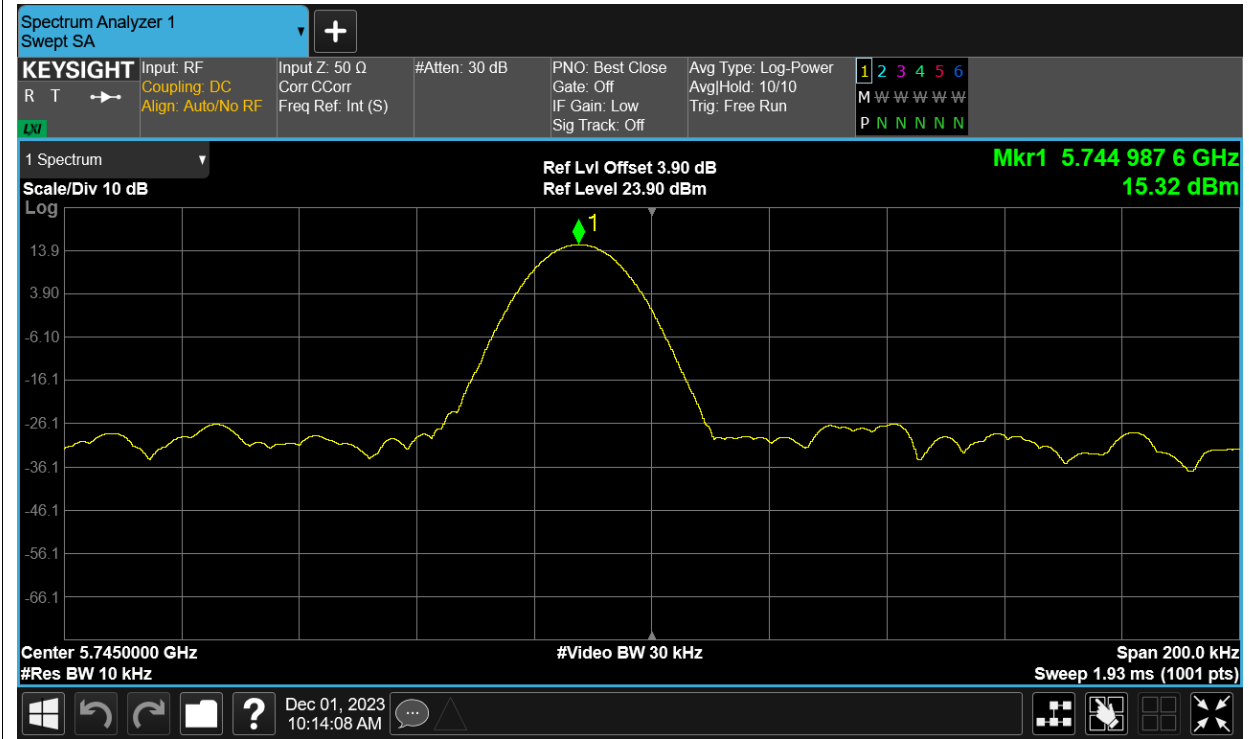 Spectrum Analyzer 1
Swept SA
KEYSIGHT
R T
LXI
Input: RF
Coupling: DC
Align: Auto/No RF
Input Z: 50 Ω
Corr CCorr
Freq Ref: Int (S)
#Atten: 30 dB
PNO: Best Close
Gate: Off
IF Gain: Low
Sig Track: Off
Avg Type: Log-Power
Avg|Hold: 10/10
Trig: Free Run
1 2 3 4 5 6
M W W W W W
P N N N N N
1 Spectrum
Scale/Div 10 dB
Ref Lvl Offset 3.90 dB
Ref Level 23.90 dBm
Mkr1 5.744 987 6 GHz
15.32 dBm
Log
1
13.9
3.90
-6.10
-16.1
-26.1
-36.1
-46.1
-56.1
-66.1
Center 5.7450000 GHz
#Video BW 30 kHz
Span 200.0 kHz
#Res BW 10 kHz
Sweep 1.93 ms (1001 pts)
?
Dec 01, 2023
10:14:08 AM